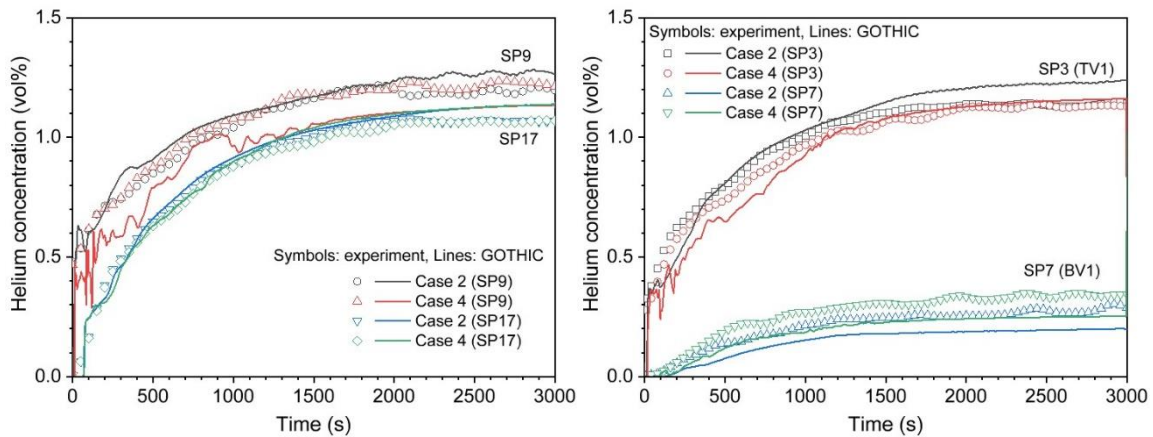 1.5
1.0
0.5
0.0
Helium concentration (vol%)
SP9
SP17
Symbols: experiment, Lines: GOTHIC
Case 2 (SP9)
Case 4 (SP9)
Case 2 (SP17)
Case 4 (SP17)
0 500 1000 1500 2000 2500 3000
Time (s)
1.5
1.0
0.5
0.0
Helium concentration (vol%)
Symbols: experiment, Lines: GOTHIC
Case 2 (SP3)
Case 4 (SP3)
Case 2 (SP7)
Case 4 (SP7)
SP3 (TV1)
SP7 (BV1)
0 500 1000 1500 2000 2500 3000
Time (s)